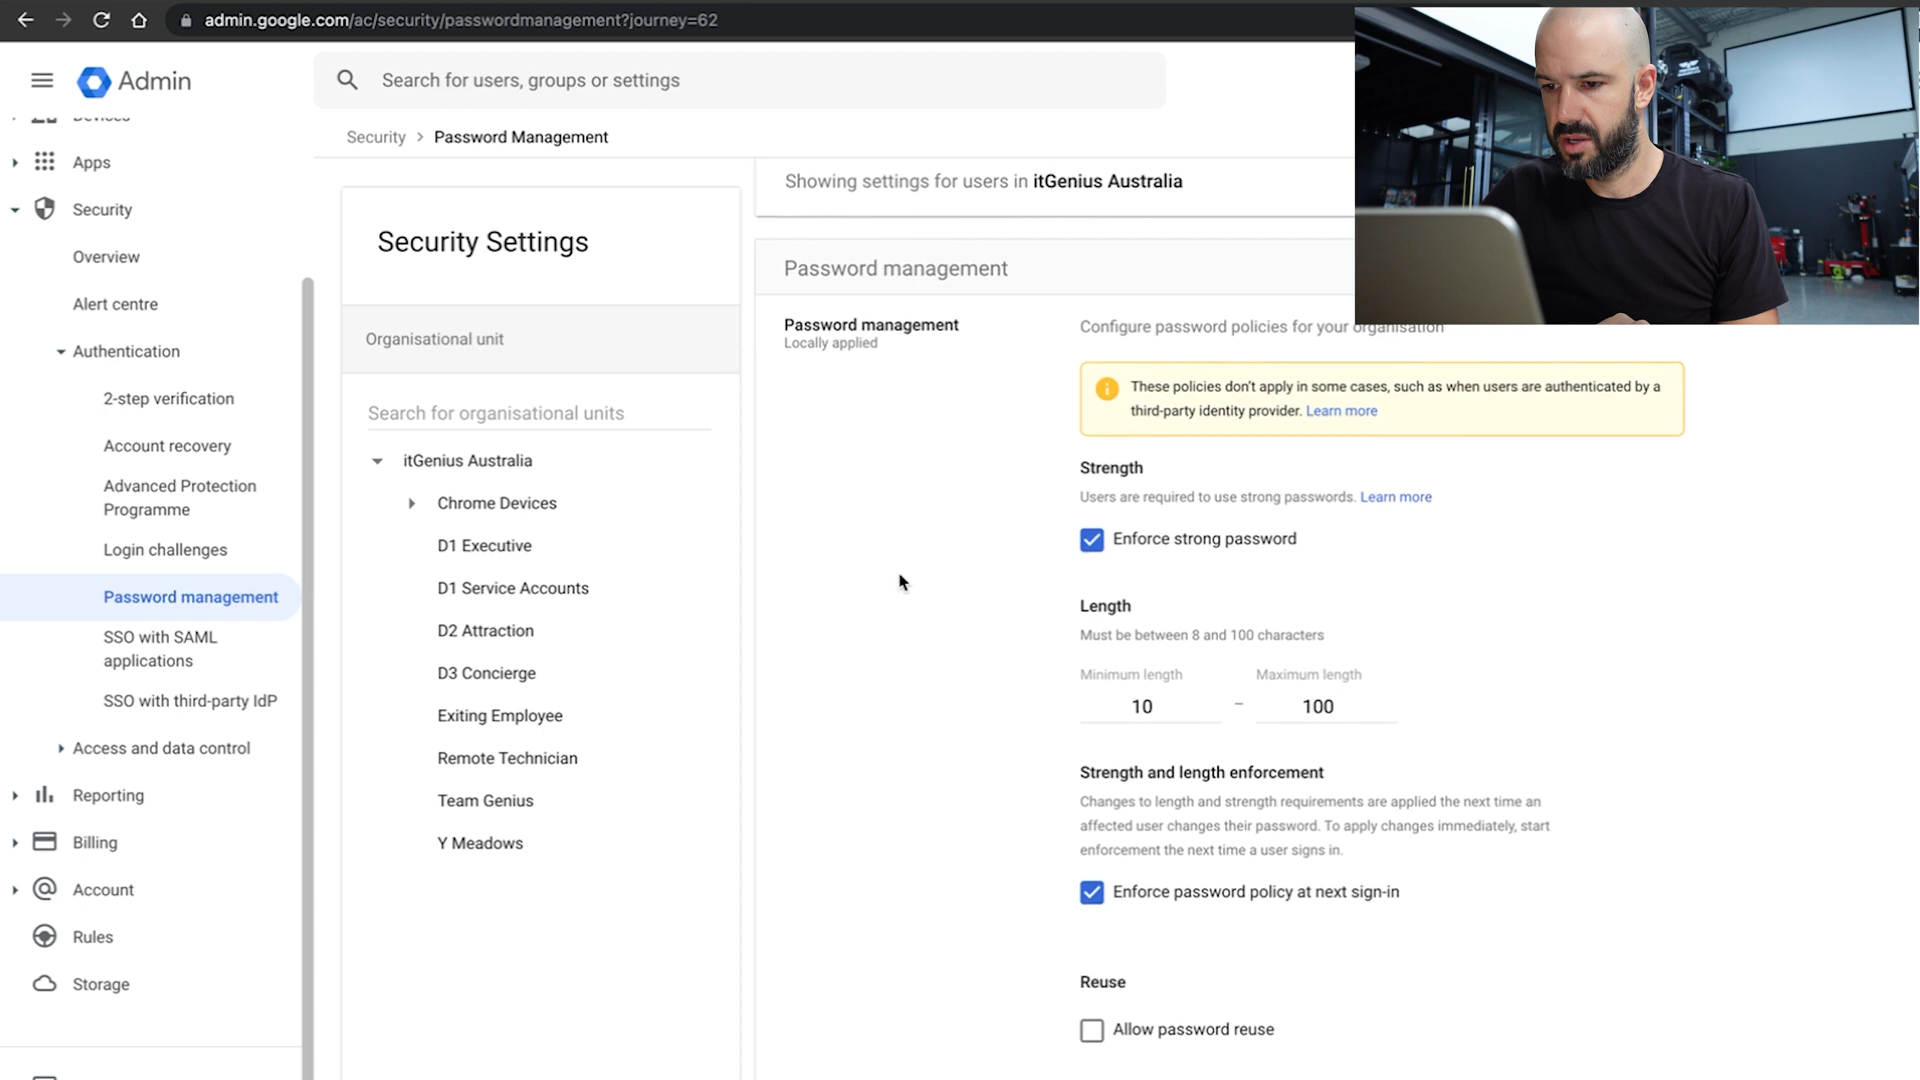 admin.google.com/ac/security/passwordmanagement?journey=62
Admin
Search for users, groups or settings
Devices
Apps
Security
Overview
Alert centre
Authentication
2-step verification
Account recovery
Advanced Protection
Programme
Login challenges
Password management
SSO with SAML
applications
SSO with third-party IdP
Access and data control
Reporting
Billing
Account
Rules
Storage
Security > Password Management
Security Settings
Organisational unit
Search for organisational units
itGenius Australia
Chrome Devices
D1 Executive
D1 Service Accounts
D2 Attraction
D3 Concierge
Exiting Employee
Remote Technician
Team Genius
Y Meadows
Showing settings for users in itGenius Australia
Password management
Password management
Locally applied
Configure password policies for your organisation
These policies don't apply in some cases, such as when users are authenticated by a
third-party identity provider. Learn more
Strength
Users are required to use strong passwords. Learn more
Enforce strong password
Length
Must be between 8 and 100 characters
Minimum length Maximum length
10 – 100
Strength and length enforcement
Changes to length and strength requirements are applied the next time an
affected user changes their password. To apply changes immediately, start
enforcement the next time a user signs in.
Enforce password policy at next sign-in
Reuse
Allow password reuse